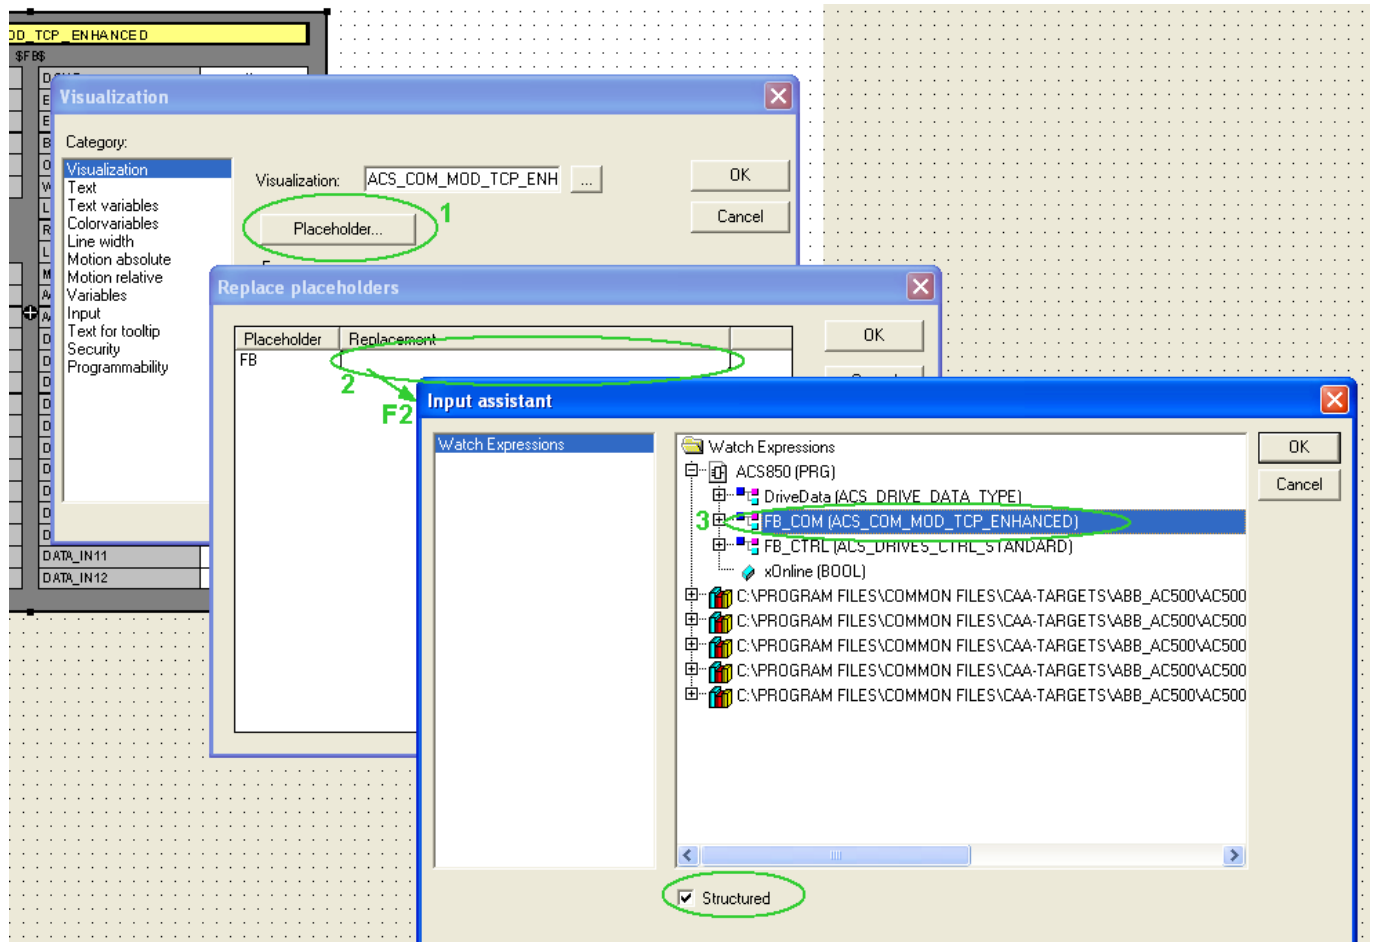 OD_TCP_ENHANCED
$FB$
Visualization
Category:
Visualization
Text
Text variables
Colorvariables
Line width
Motion absolute
Motion relative
Variables
Input
Text for tooltip
Security
Programmability
Visualization:
ACS_COM_MOD_TCP_ENH
...
OK
Cancel
1
Placeholder...
Replace placeholders
Placeholder Replacement
FB
OK
2
F2
Input assistant
Watch Expressions
Watch Expressions
ACS850 (PRG)
DriveData (ACS_DRIVE_DATA_TYPE)
3 FB_COM (ACS_COM_MOD_TCP_ENHANCED)
FB_CTRL (ACS_DRIVES_CTRL_STANDARD)
xOnline (BOOL)
C:\PROGRAM FILES\COMMON FILES\CAA-TARGETS\ABB_AC500\AC500
C:\PROGRAM FILES\COMMON FILES\CAA-TARGETS\ABB_AC500\AC500
C:\PROGRAM FILES\COMMON FILES\CAA-TARGETS\ABB_AC500\AC500
C:\PROGRAM FILES\COMMON FILES\CAA-TARGETS\ABB_AC500\AC500
C:\PROGRAM FILES\COMMON FILES\CAA-TARGETS\ABB_AC500\AC500
OK
Cancel
Structured
DATA_IN11
DATA_IN12